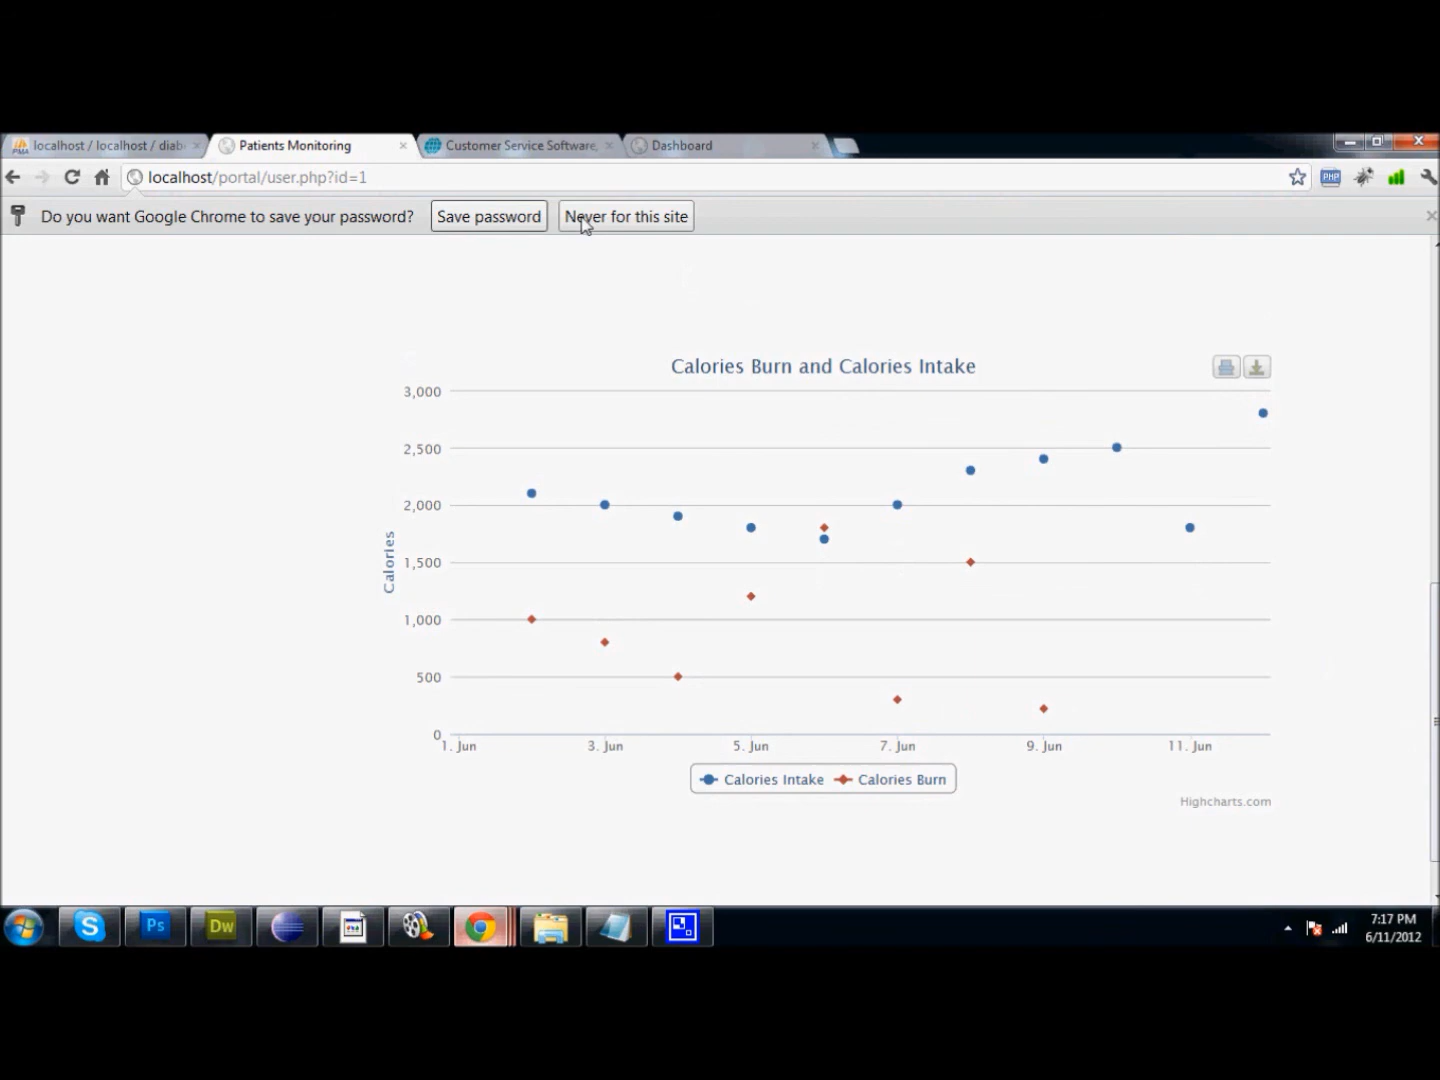 localhost / localhost / diab
Patients Monitoring
Customer Service Software,
Dashboard
localhost/portal/user.php?id=1
PHP
Do you want Google Chrome to save your password?
Save password
Never for this site
Calories Burn and Calories Intake
3,000
2,500
2,000
1,500
1,000
500
0
Calories
1. Jun
3. Jun
5. Jun
7. Jun
9. Jun
11. Jun
Calories Intake
Calories Burn
Highcharts.com
Ps
Dw
7:17 PM
6/11/2012